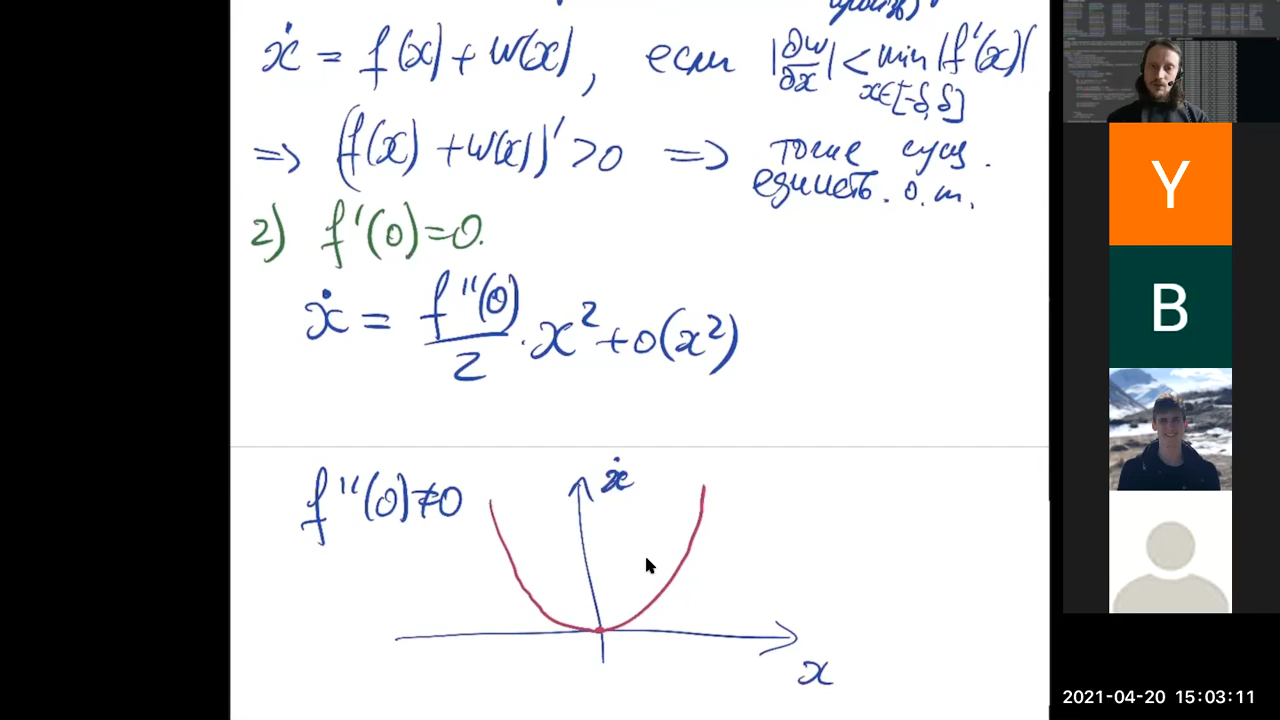 ẋ = f(x) + w(x), если |∂w/∂x| < min |f'(x)|
x∈[-δ, δ]
=> (f(x) + w(x))' > 0 => тоже сущ.
единств. о.т.
2) f'(0)=0.
ẋ = f''(0)/2 · x² + o(x²)
f''(0)≠0
ẋ
x
Y
B
2021-04-20 15:03:11